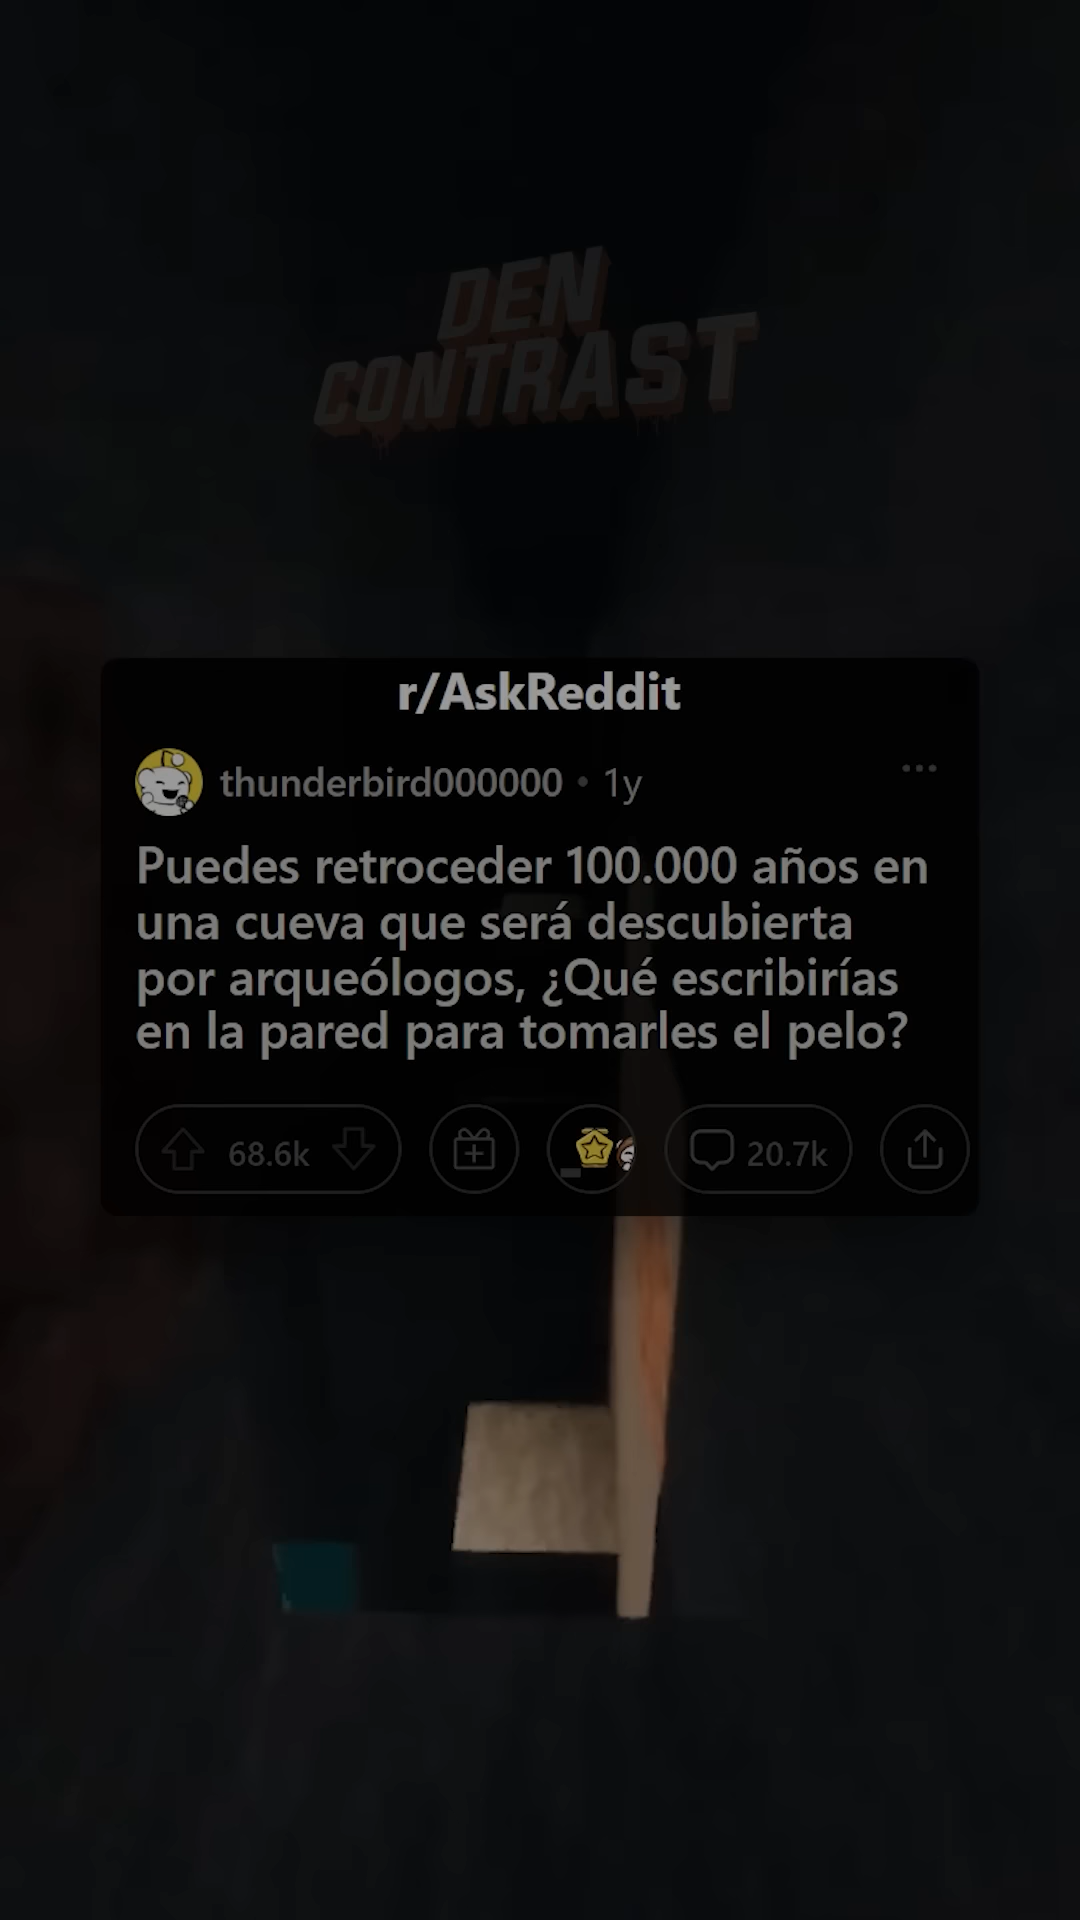 DEN
CONTRAST
r/AskReddit
thunderbird000000 • 1y
Puedes retroceder 100.000 años en
una cueva que será descubierta
por arqueólogos, ¿Qué escribirías
en la pared para tomarles el pelo?
68.6k 20.7k